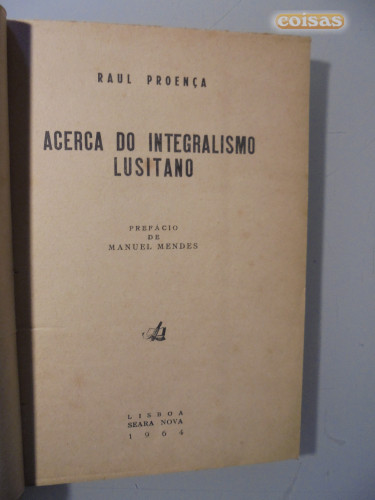 coisas
RAUL PROENÇA
ACERCA DO INTEGRALISMO
LUSITANO
PREFÁCIO
DE
MANUEL MENDES
LISBOA
SEARA NOVA
1964